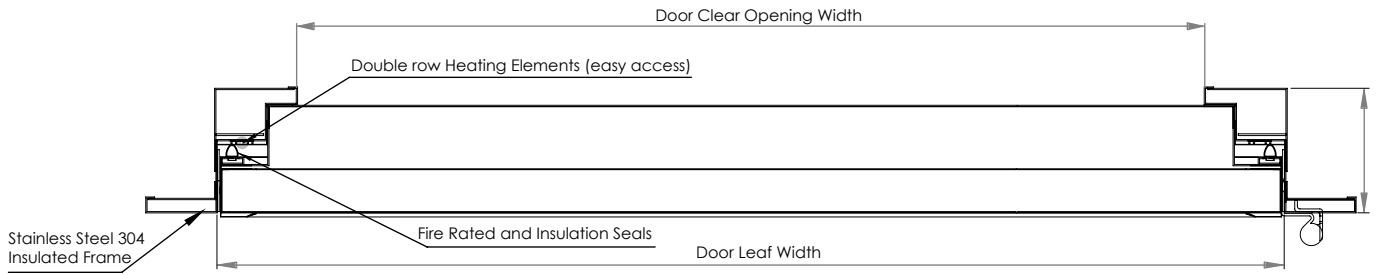 Door Clear Opening Width
Double row Heating Elements (easy access)
Stainless Steel 304
Insulated Frame
Fire Rated and Insulation Seals
Door Leaf Width